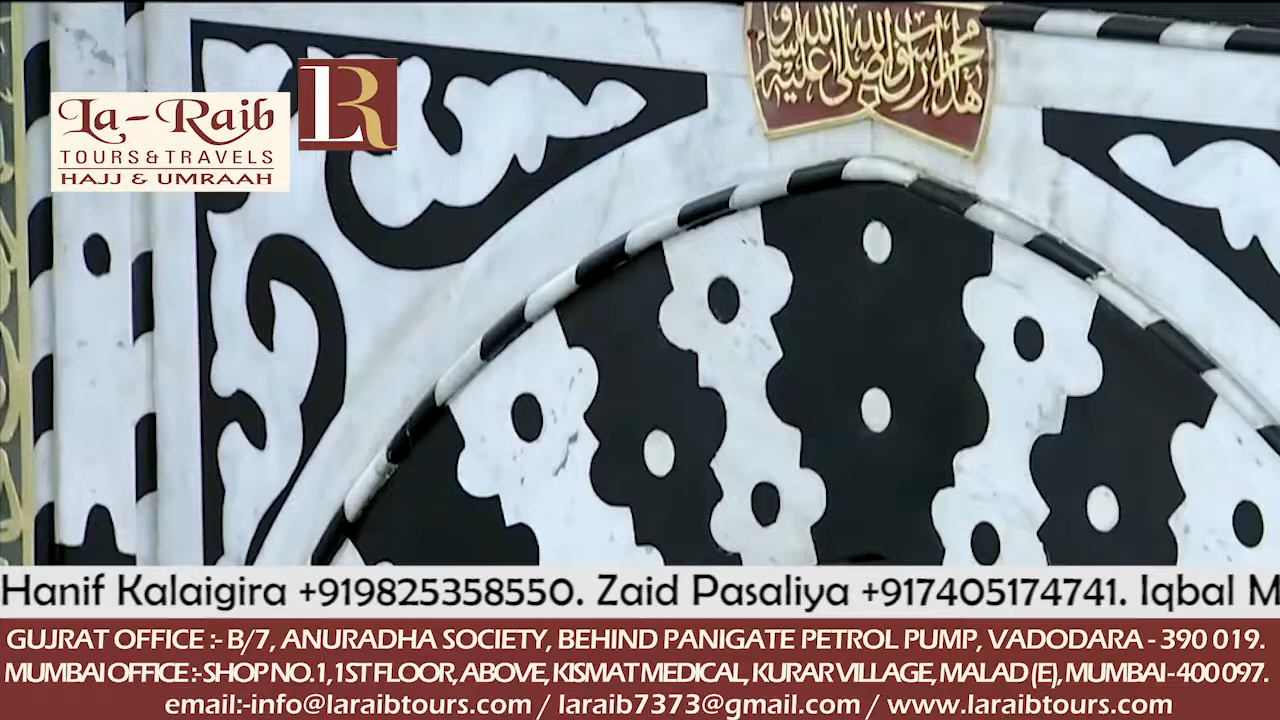 هذا محمد رسول الله صلى الله عليه وسلم
La-Raib
TOURS & TRAVELS
HAJJ & UMRAAH
LR
Hanif Kalaigira +919825358550. Zaid Pasaliya +917405174741. Iqbal M
GUJRAT OFFICE :- B/7, ANURADHA SOCIETY, BEHIND PANIGATE PETROL PUMP, VADODARA - 390 019.
MUMBAI OFFICE :- SHOP NO. 1, 1ST FLOOR, ABOVE, KISMAT MEDICAL, KURAR VILLAGE, MALAD (E), MUMBAI - 400 097.
email:-info@laraibtours.com / laraib7373@gmail.com / www.laraibtours.com